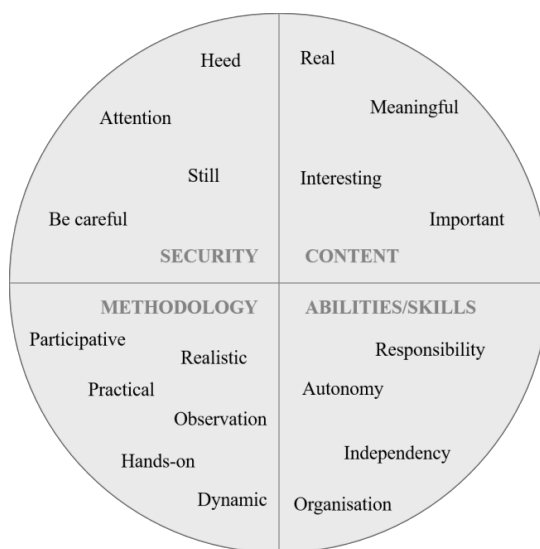 Heed
Attention
Still
Be careful
SECURITY
Real
Meaningful
Interesting
Important
CONTENT
METHODOLOGY
Participative
Realistic
Practical
Observation
Hands-on
Dynamic
ABILITIES/SKILLS
Responsibility
Autonomy
Independency
Organisation